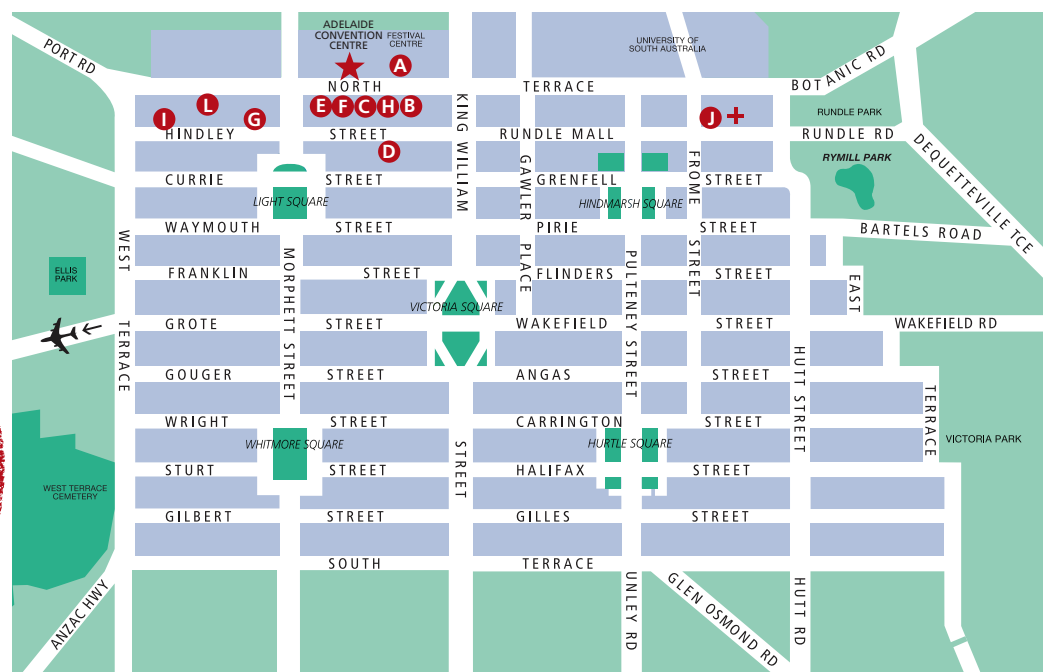 ADELAIDE
CONVENTION
CENTRE
FESTIVAL
CENTRE
A
UNIVERSITY OF
SOUTH AUSTRALIA
PORT RD
BOTANIC RD
NORTH TERRACE
E F C H B
L
I
G
J
RUNDLE PARK
HINDLEY STREET RUNDLE MALL RUNDLE RD
D
RYMILL PARK
DEQUETTEVILLE TCE
CURRIE STREET GRENFELL STREET
LIGHT SQUARE
HINDMARSH SQUARE
KING WILLIAM STREET
GAWLER PLACE
FROME STREET
WAYMOUTH STREET PIRIE STREET
BARTELS ROAD
WEST TERRACE
MORPHETT STREET
PULTENEY STREET
HUTT STREET
EAST TERRACE
ELLIS
PARK
FRANKLIN STREET FLINDERS STREET
VICTORIA SQUARE
GROTE STREET WAKEFIELD STREET WAKEFIELD RD
GOUGER STREET ANGAS STREET
WRIGHT STREET CARRINGTON STREET
WHITMORE SQUARE
HURTLE SQUARE
VICTORIA PARK
STURT STREET HALIFAX STREET
WEST TERRACE
CEMETERY
GILBERT STREET GILLES STREET
SOUTH TERRACE
ANZAC HWY
UNLEY RD
GLEN OSMOND RD
HUTT RD